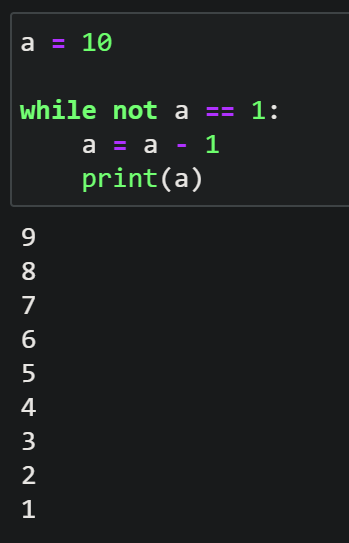 a = 10
while not a == 1:
    a = a - 1
    print(a)
9
8
7
6
5
4
3
2
1